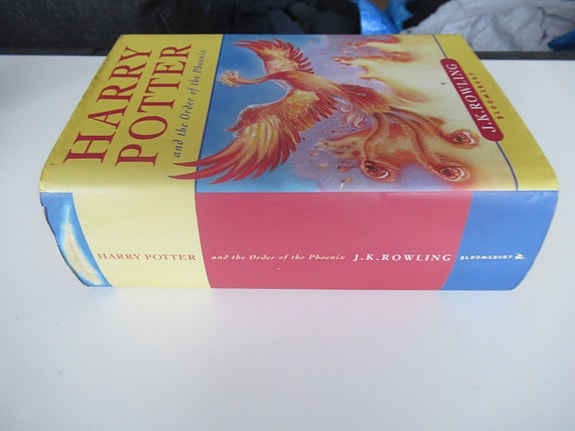 HARRY
POTTER
and the Order of the Phoenix
J.K.ROWLING
BLOOMSBURY
HARRY POTTER and the Order of the Phoenix J.K.ROWLING BLOOMSBURY